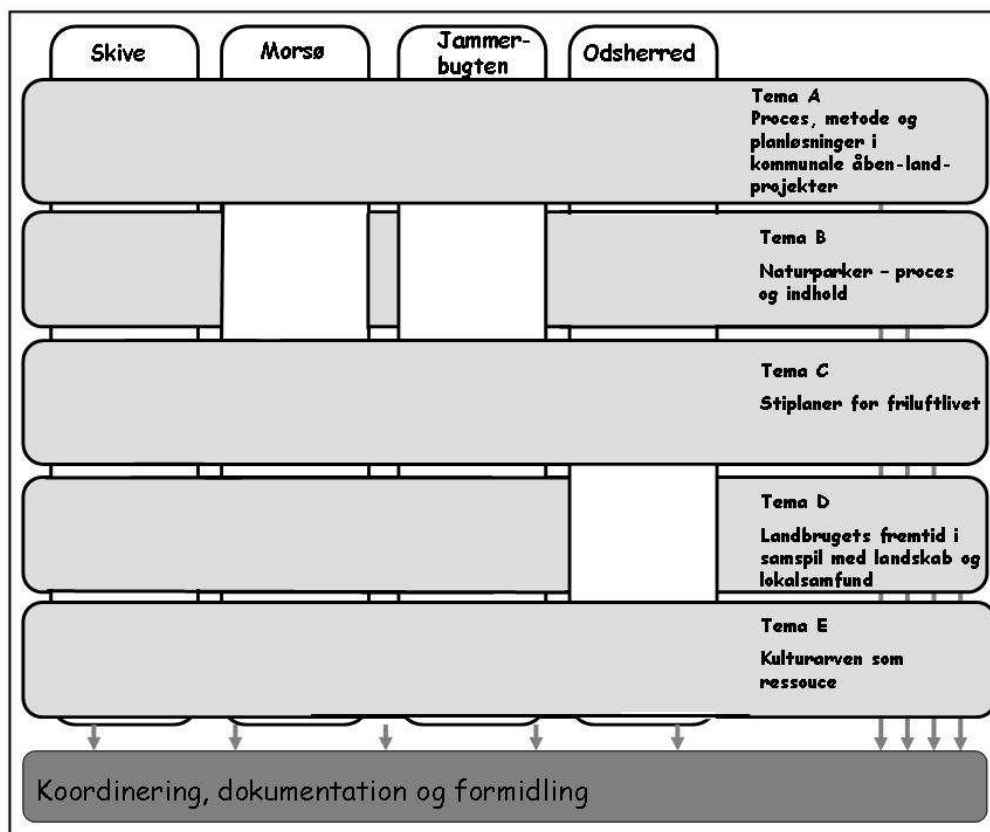 Skive
Morsø
Jammer-
bugten
Odsherred
Tema A
Proces, metode og
planløsninger i
kommunale åben-land-
projekter
Tema B
Naturparker – proces
og indhold
Tema C
Stiplaner for friluftlivet
Tema D
Landbrugets fremtid i
samspil med landskab og
lokalsamfund
Tema E
Kulturarven som
ressouce
Koordinering, dokumentation og formidling